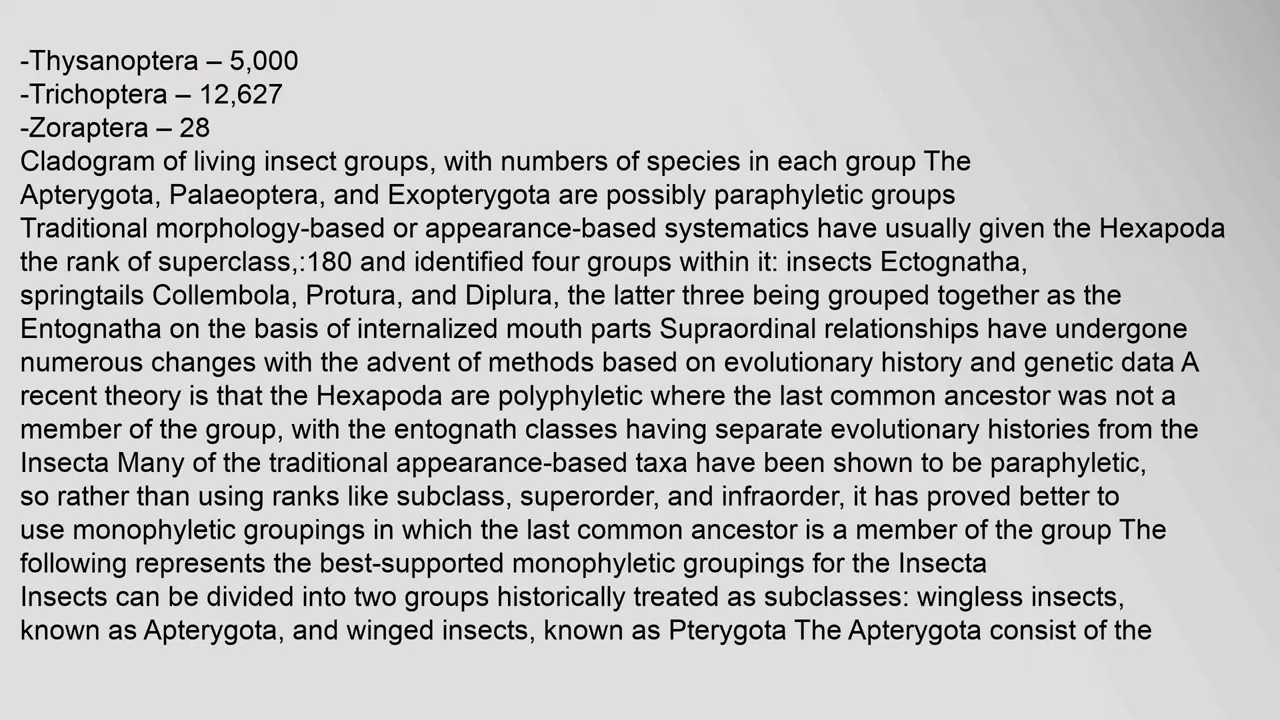 -Thysanoptera – 5,000
-Trichoptera – 12,627
-Zoraptera – 28
Cladogram of living insect groups, with numbers of species in each group The
Apterygota, Palaeoptera, and Exopterygota are possibly paraphyletic groups
Traditional morphology-based or appearance-based systematics have usually given the Hexapoda
the rank of superclass,:180 and identified four groups within it: insects Ectognatha,
springtails Collembola, Protura, and Diplura, the latter three being grouped together as the
Entognatha on the basis of internalized mouth parts Supraordinal relationships have undergone
numerous changes with the advent of methods based on evolutionary history and genetic data A
recent theory is that the Hexapoda are polyphyletic where the last common ancestor was not a
member of the group, with the entognath classes having separate evolutionary histories from the
Insecta Many of the traditional appearance-based taxa have been shown to be paraphyletic,
so rather than using ranks like subclass, superorder, and infraorder, it has proved better to
use monophyletic groupings in which the last common ancestor is a member of the group The
following represents the best-supported monophyletic groupings for the Insecta
Insects can be divided into two groups historically treated as subclasses: wingless insects,
known as Apterygota, and winged insects, known as Pterygota The Apterygota consist of the